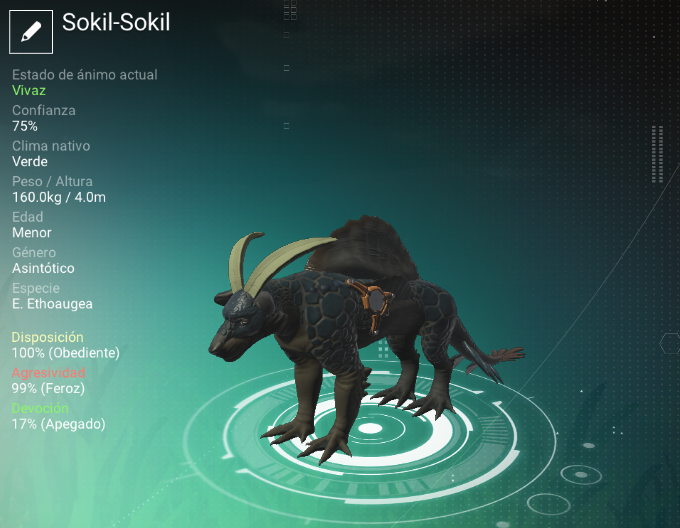 Sokil-Sokil
Estado de ánimo actual
Vivaz
Confianza
75%
Clima nativo
Verde
Peso / Altura
160.0kg / 4.0m
Edad
Menor
Género
Asintótico
Especie
E. Ethoaugea
Disposición
100% (Obediente)
Agresividad
99% (Feroz)
Devoción
17% (Apegado)